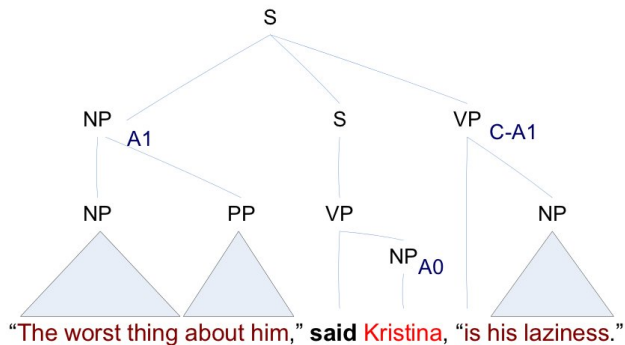 S
NP A1 S VP C-A1
NP PP VP NP
NP A0
“The worst thing about him,” said Kristina, “is his laziness.”